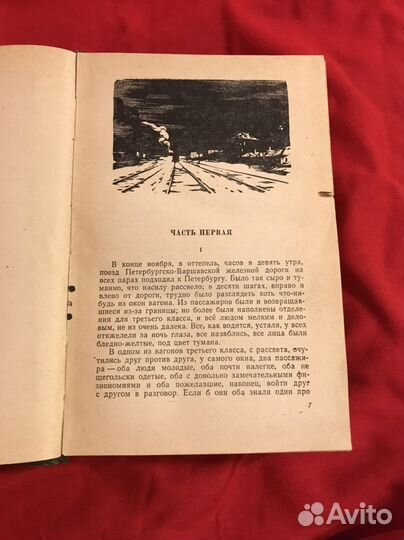 ЧАСТЬ ПЕРВАЯ
I
В конце ноября, в оттепель, часов в девять утра,
поезд Петербургско-Варшавской железной дороги на
всех парах подходил к Петербургу. Было так сыро и ту-
манно, что насилу рассвело; в десяти шагах, вправо и
влево от дороги, трудно было разглядеть хоть что-ни-
будь из окон вагона. Из пассажиров были и возвращав-
шиеся из-за границы; но более были наполнены отделе-
ния для третьего класса, и всё людом мелким и дело-
вым, не из очень далека. Все, как водится, устали, у всех
отяжелели за ночь глаза, все назяблись, все лица были
бледно-желтые, под цвет тумана.
В одном из вагонов третьего класса, с рассвета, очу-
тились друг против друга, у самого окна, два пассажи-
ра — оба люди молодые, оба почти налегке, оба не
щегольски одетые, оба с довольно замечательными фи-
зиономиями и оба пожелавшие, наконец, войти друг
с другом в разговор. Если б они оба знали один про
7
Avito